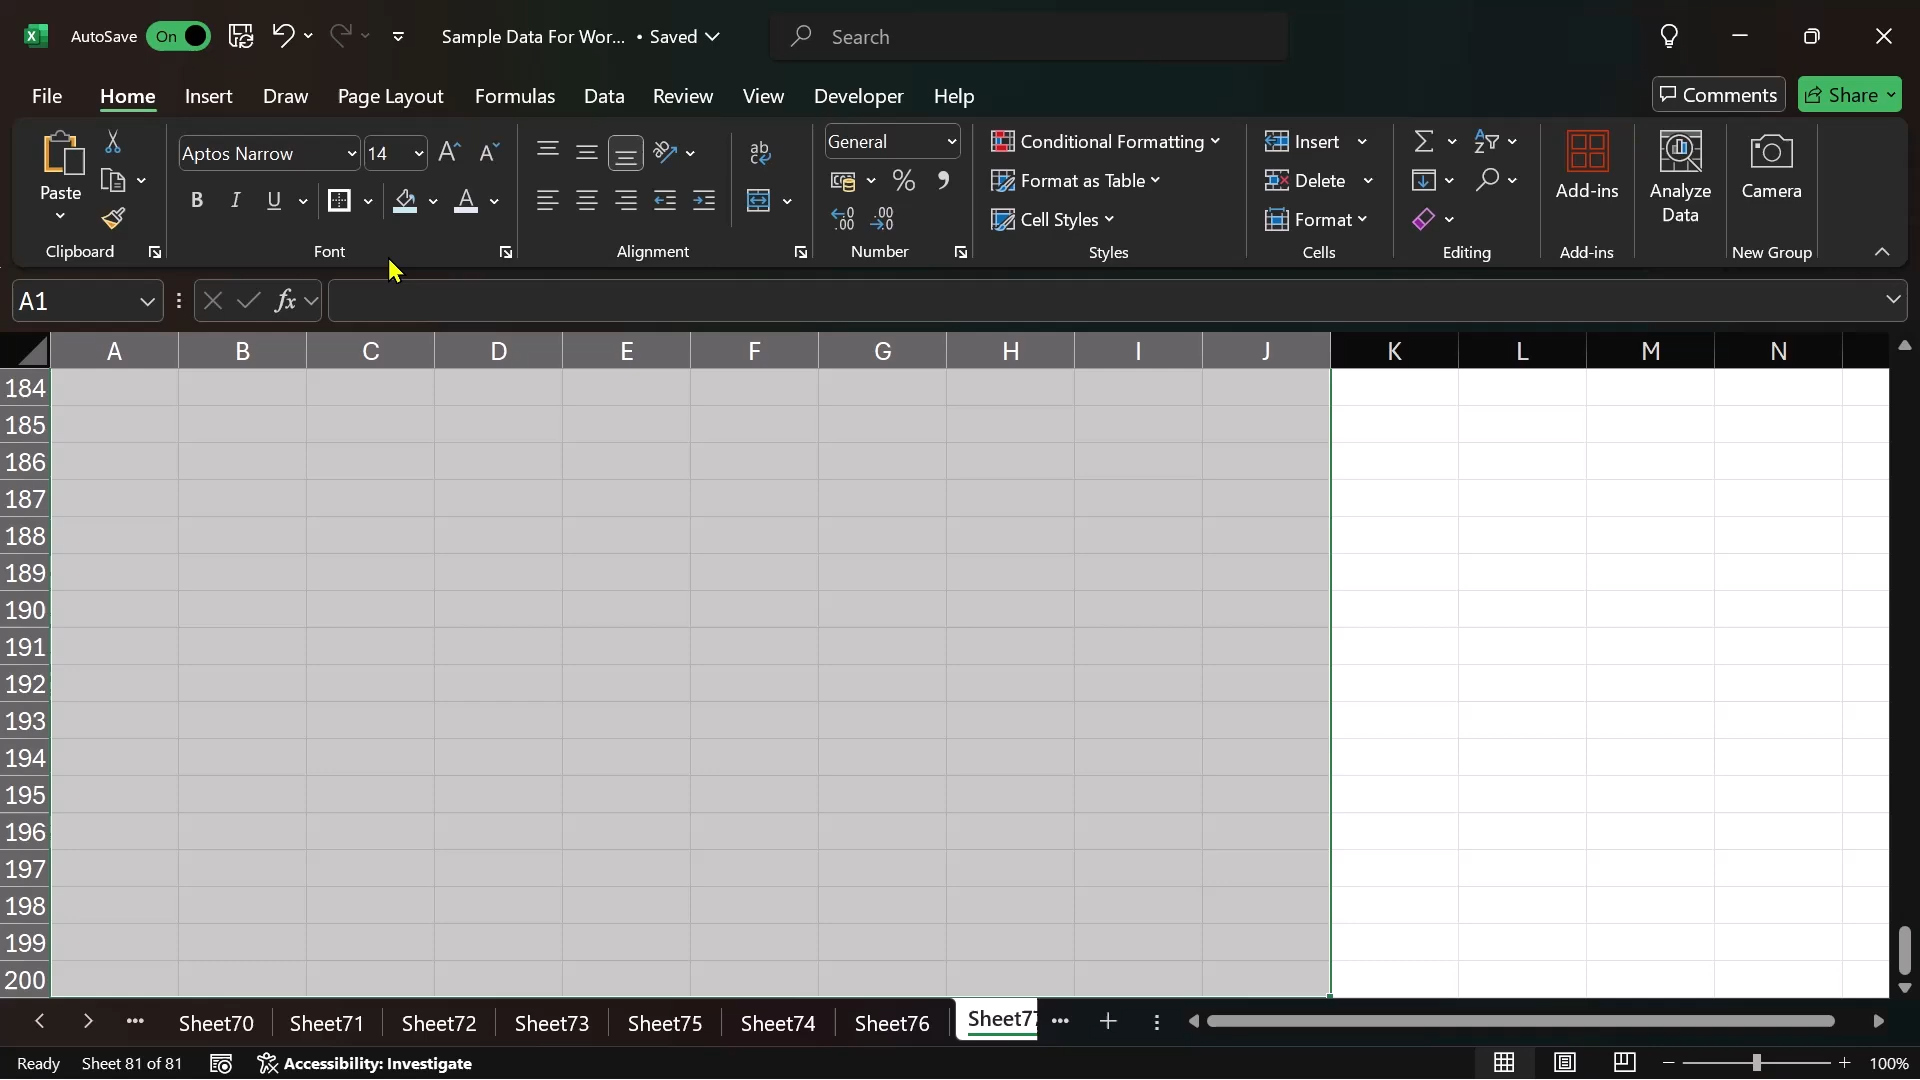 AutoSave On Sample Data For Wor... • Saved Search
File Home Insert Draw Page Layout Formulas Data Review View Developer Help Comments Share
Paste
Clipboard
Aptos Narrow 14
B I U A
Font
ab
Alignment
General
% 9
Number
Conditional Formatting
Format as Table
Cell Styles
Styles
Insert
Delete
Format
Cells
Editing
Add-ins
Add-ins
Analyze
Data
Camera
New Group
A1 fx
A B C D E F G H I J K L M N
184
185
186
187
188
189
190
191
192
193
194
195
196
197
198
199
200
Sheet70 Sheet71 Sheet72 Sheet73 Sheet75 Sheet74 Sheet76 Sheet77
Ready Sheet 81 of 81 Accessibility: Investigate 100%